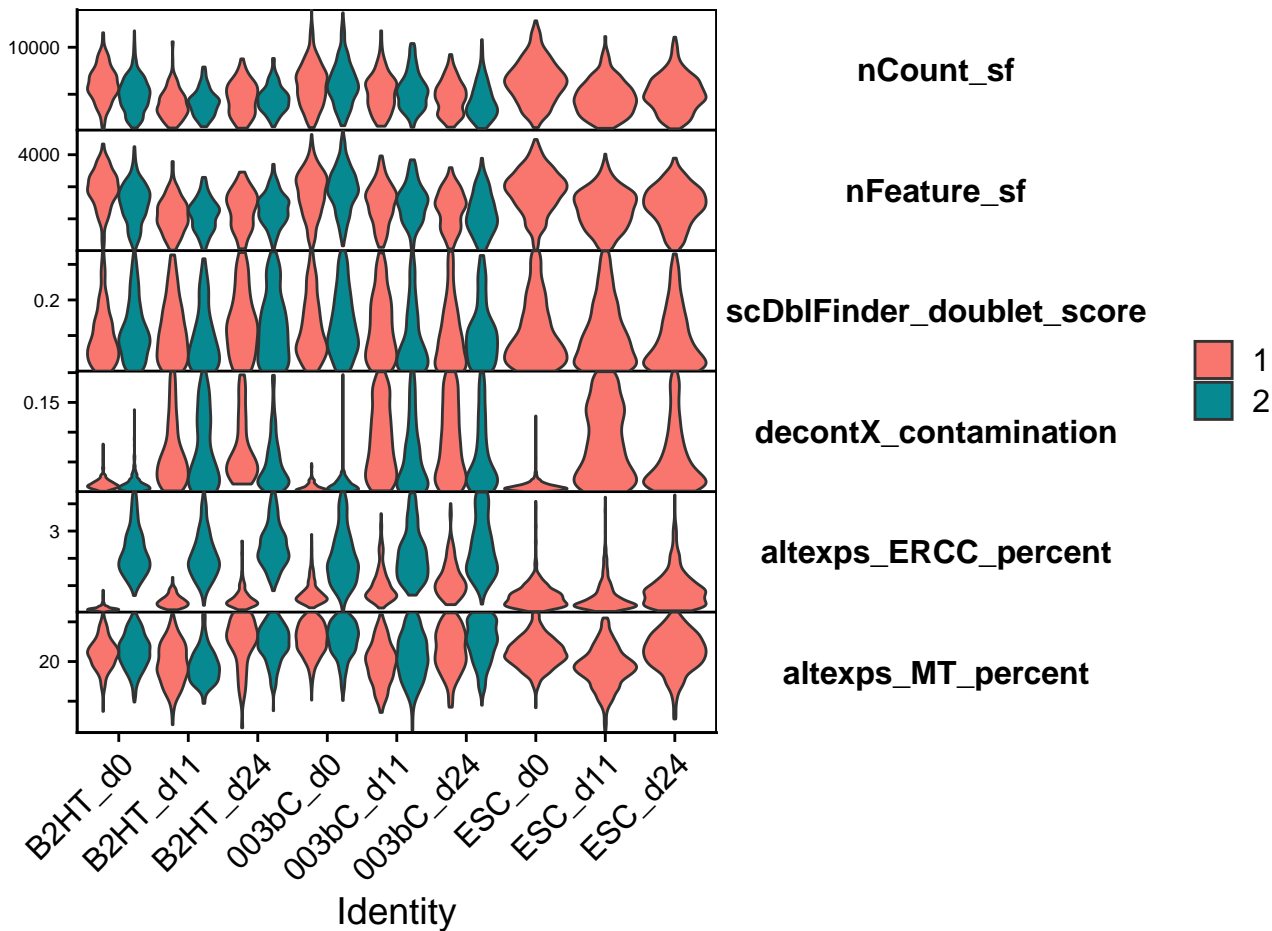 10000
nCount_sf
4000
nFeature_sf
0.2
scDblFinder_doublet_score
1
2
0.15
decontX_contamination
3
altexps_ERCC_percent
20
altexps_MT_percent
B2HT_d0
B2HT_d11
B2HT_d24
003bC_d0
003bC_d11
003bC_d24
ESC_d0
ESC_d11
ESC_d24
Identity